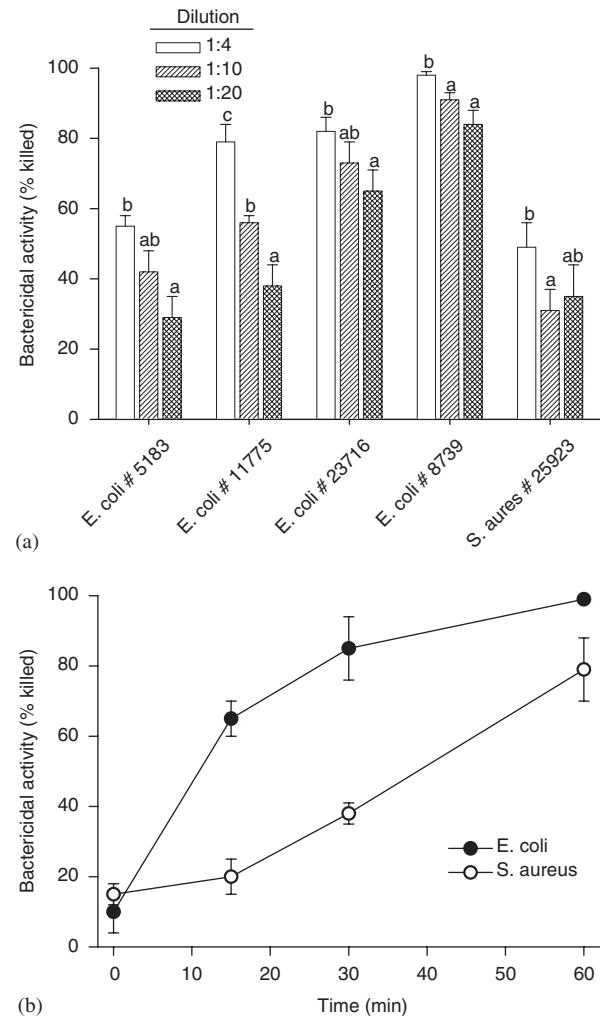 Dilution
1:4
1:10
1:20
Bactericidal activity (% killed)
100
80
60
40
20
0
b
ab
a
c
b
a
b
ab
a
b
a
a
b
a
ab
E. coli # 5183
E. coli # 11775
E. coli # 23716
E. coli # 8739
S. aures # 25923
(a)
Bactericidal activity (% killed)
100
80
60
40
20
0
E. coli
S. aureus
0
10
20
30
40
50
60
Time (min)
(b)